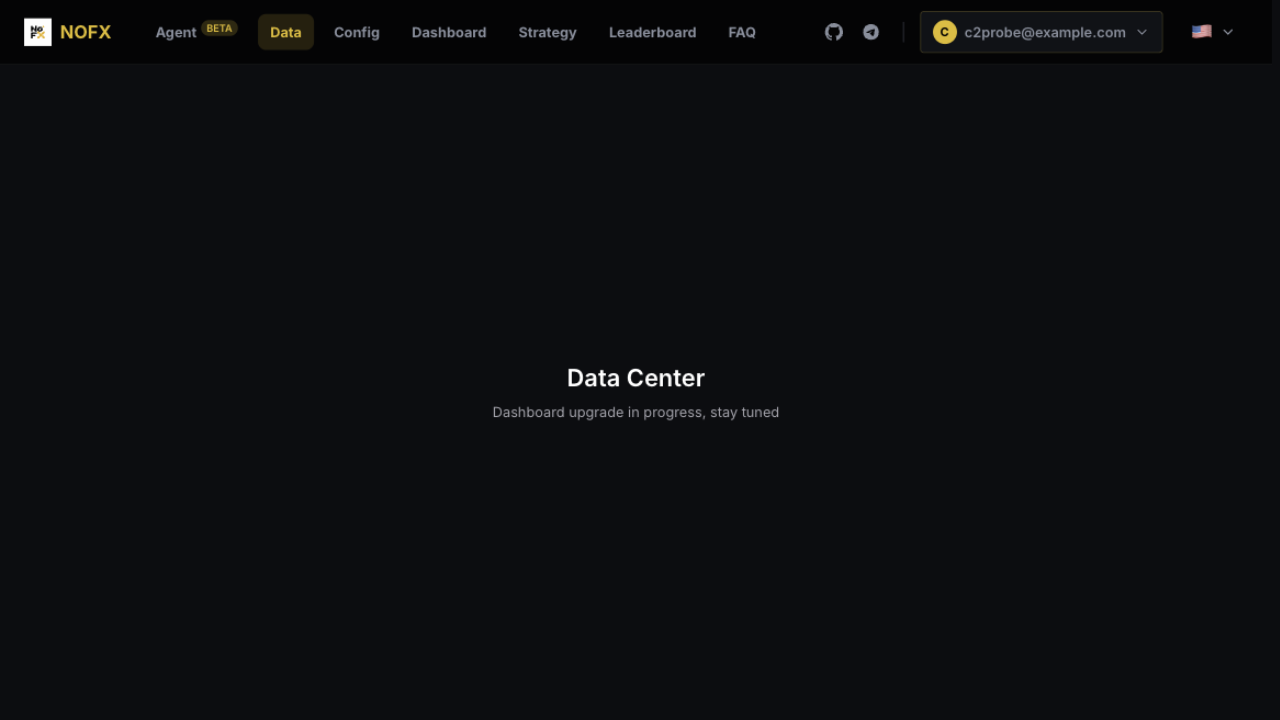 NOFX
Agent BETA
Data
Config
Dashboard
Strategy
Leaderboard
FAQ
C
c2probe@example.com
Data Center
Dashboard upgrade in progress, stay tuned